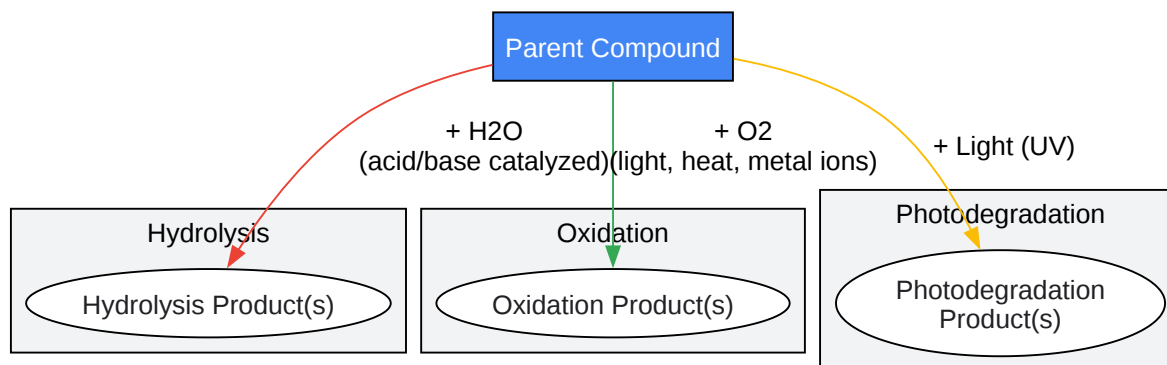 Parent Compound
+ H2O
(acid/base catalyzed)
+ O2
(light, heat, metal ions)
+ Light (UV)
Hydrolysis
Hydrolysis Product(s)
Oxidation
Oxidation Product(s)
Photodegradation
Photodegradation
Product(s)